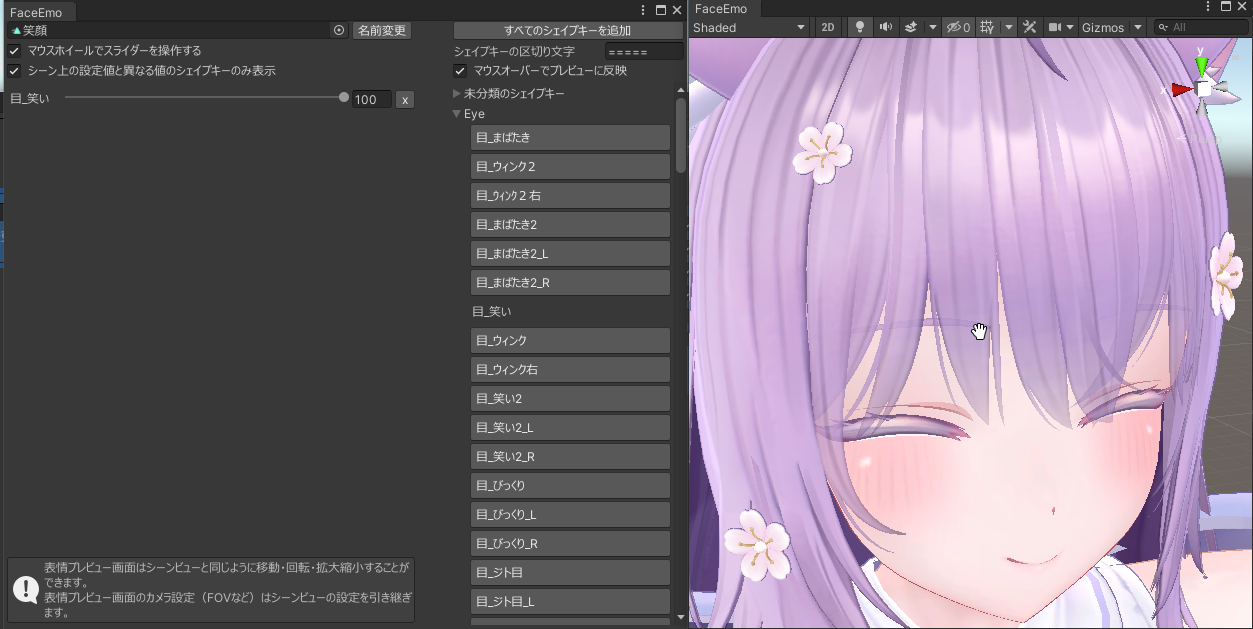 FaceEmo
笑顔
名前変更
マウスホイールでスライダーを操作する
シーン上の設定値と異なる値のシェイプキーのみ表示
目_笑い
100
x
表情プレビュー画面はシーンビューと同じように移動・回転・拡大縮小することが
できます。
表情プレビュー画面のカメラ設定（FOVなど）はシーンビューの設定を引き継ぎ
ます。
すべてのシェイプキーを追加
シェイプキーの区切り文字
=====
マウスオーバーでプレビューに反映
未分類のシェイプキー
Eye
目_まばたき
目_ウィンク２
目_ｳｨﾝｸ２右
目_まばたき2
目_まばたき2_L
目_まばたき2_R
目_笑い
目_ウィンク
目_ウィンク右
目_笑い2
目_笑い2_L
目_笑い2_R
目_びっくり
目_びっくり_L
目_びっくり_R
目_ジト目
目_ジト目_L
FaceEmo
Shaded
2D
0
Gizmos
All
y
x